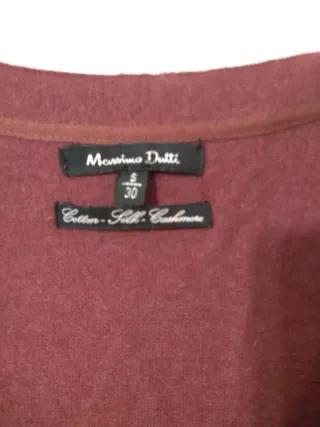 Massimo Dutti
S
30
Cotton - Silk - Cashmere